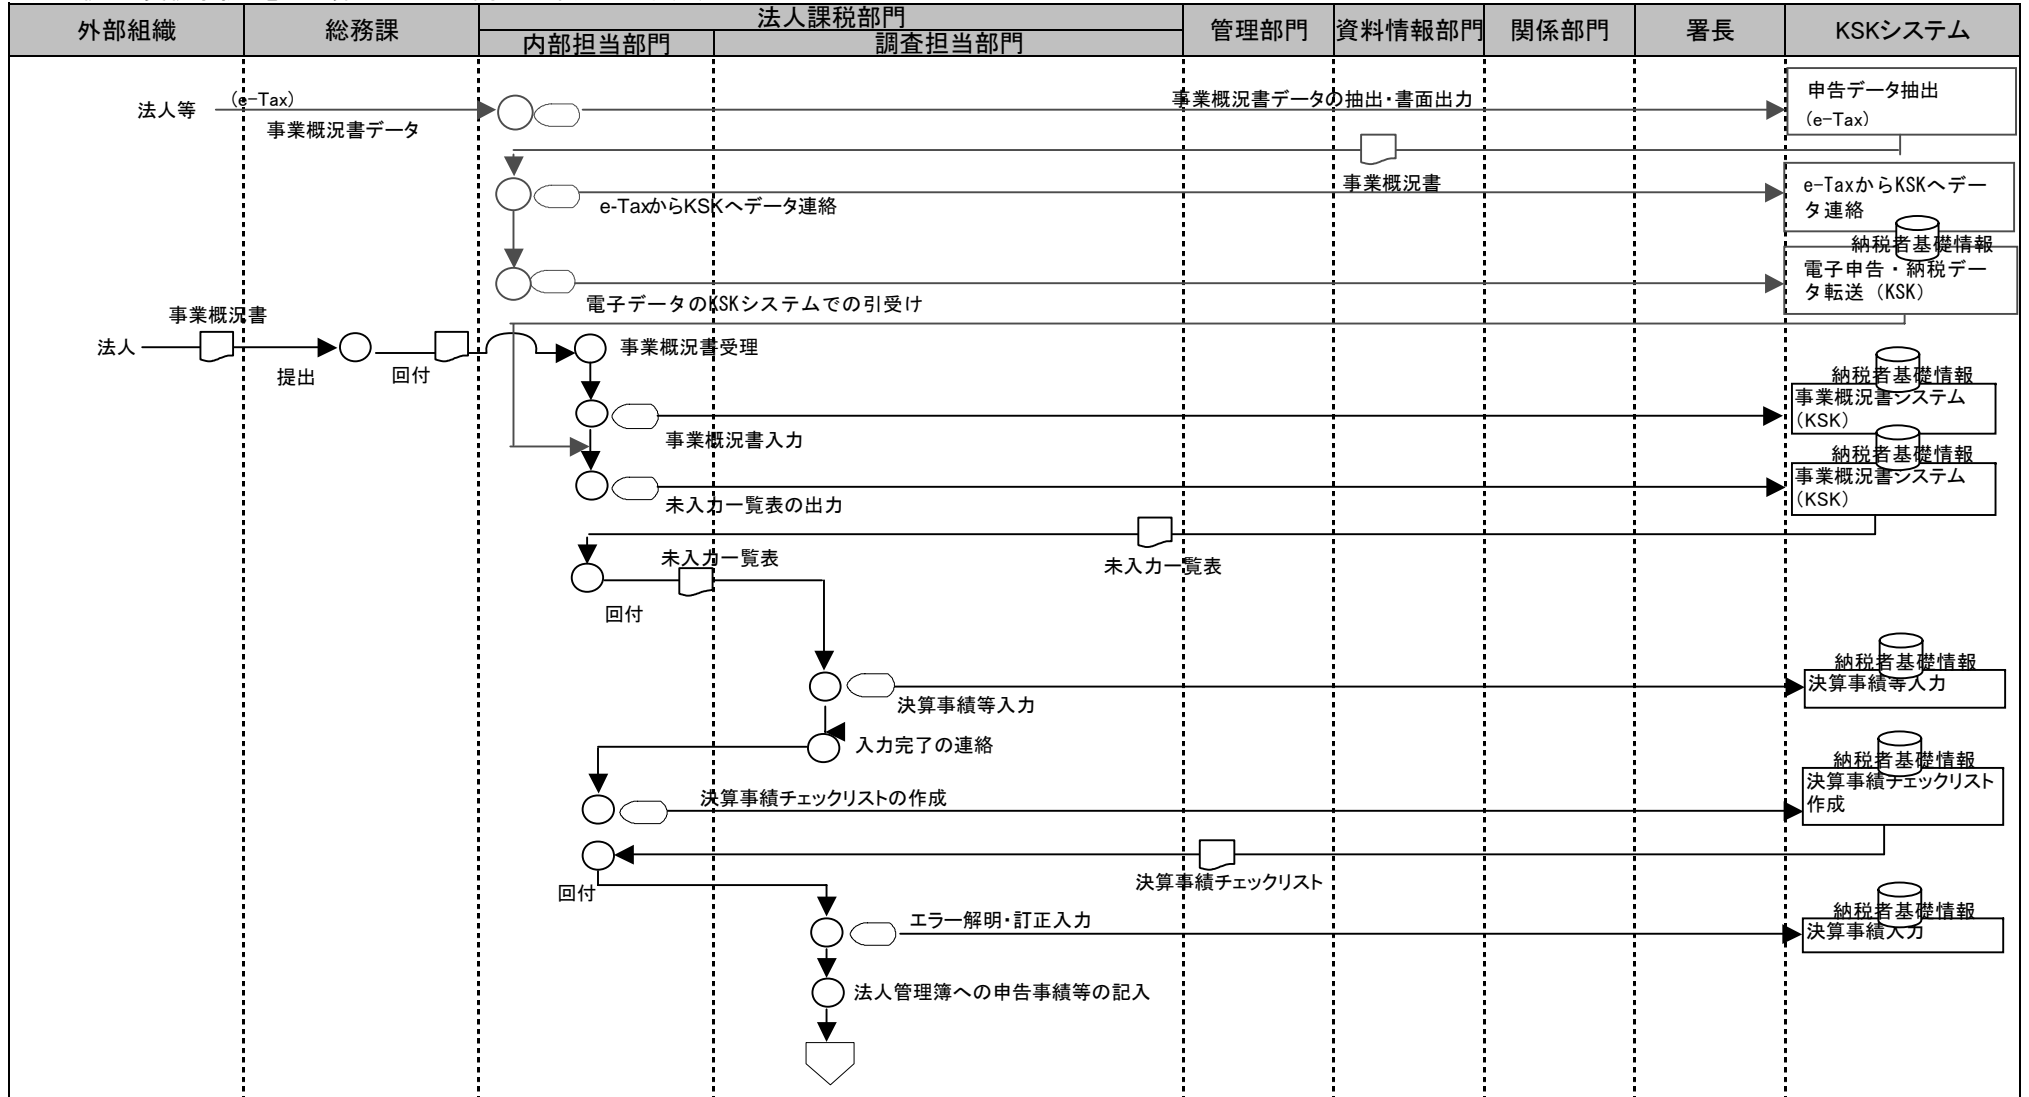 外部組織
総務課
法人課税部門
内部担当部門
調査担当部門
管理部門
資料情報部門
関係部門
署長
KSKシステム
法人等
(e-Tax)
事業概況書データ
事業概況書データの抽出・書面出力
申告データ抽出
(e-Tax)
事業概況書
e-TaxからKSKへデータ連絡
e-TaxからKSKへデー
タ連絡
納税者基礎情報
電子データのKSKシステムでの引受け
電子申告・納税デー
タ転送（KSK）
事業概況書
法人
提出
回付
事業概況書受理
納税者基礎情報
事業概況書システム
(KSK)
事業概況書入力
納税者基礎情報
事業概況書システム
(KSK)
未入力一覧表の出力
未入力一覧表
未入力一覧表
回付
納税者基礎情報
決算事績等入力
決算事績等入力
入力完了の連絡
納税者基礎情報
決算事績チェックリスト
作成
決算事績チェックリストの作成
決算事績チェックリスト
回付
エラー解明・訂正入力
納税者基礎情報
決算事績入力
法人管理簿への申告事績等の記入